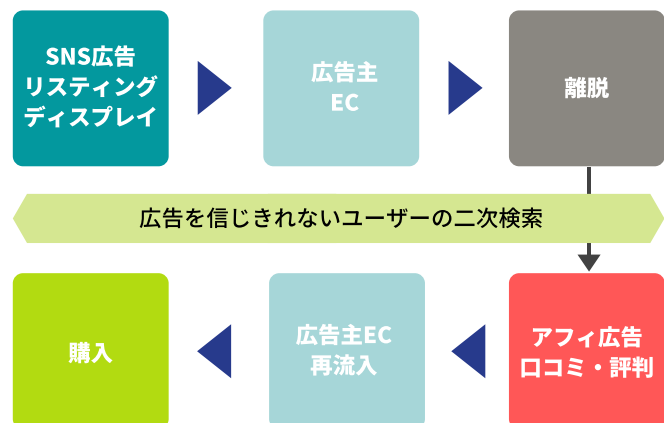 SNS広告
リスティング
ディスプレイ
広告主
EC
離脱
広告を信じきれないユーザーの二次検索
購入
広告主EC
再流入
アフィ広告
口コミ・評判